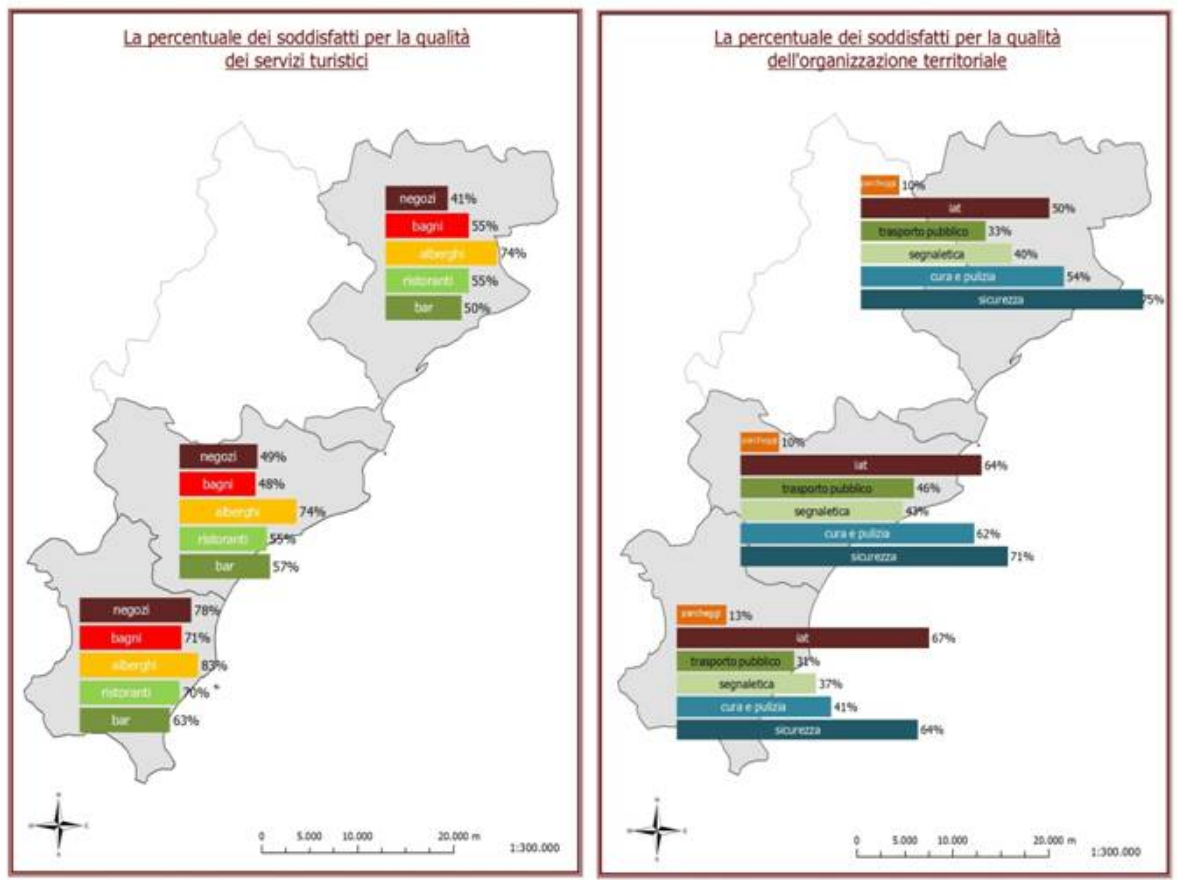 La percentuale dei soddisfatti per la qualità
dei servizi turistici
negozi 41%
bagni 55%
alberghi 74%
ristoranti 55%
bar 50%
negozi 49%
bagni 48%
alberghi 74%
ristoranti 55%
bar 57%
negozi 78%
bagni 71%
alberghi 83%
ristoranti 70%
bar 63%
0 5.000 10.000 20.000 m
1:300.000
La percentuale dei soddisfatti per la qualità
dell'organizzazione territoriale
parcheggi 10%
iat 50%
trasporto pubblico 33%
segnaletica 40%
cura e pulizia 54%
sicurezza 75%
parcheggi 10%
iat 64%
trasporto pubblico 46%
segnaletica 43%
cura e pulizia 62%
sicurezza 71%
parcheggi 13%
iat 67%
trasporto pubblico 31%
segnaletica 37%
cura e pulizia 41%
sicurezza 64%
0 5.000 10.000 20.000 m
1:300.000